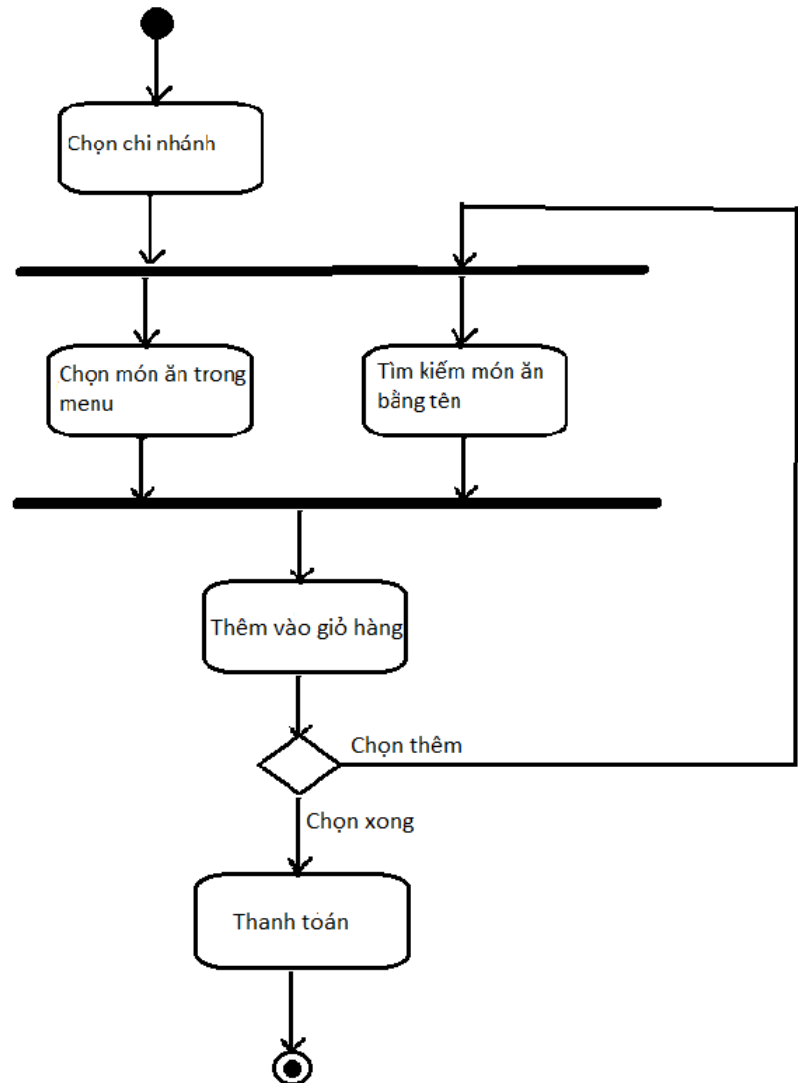 Chọn chi nhánh
Chọn món ăn trong
menu
Tìm kiếm món ăn
bằng tên
Thêm vào giỏ hàng
Chọn thêm
Chọn xong
Thanh toán